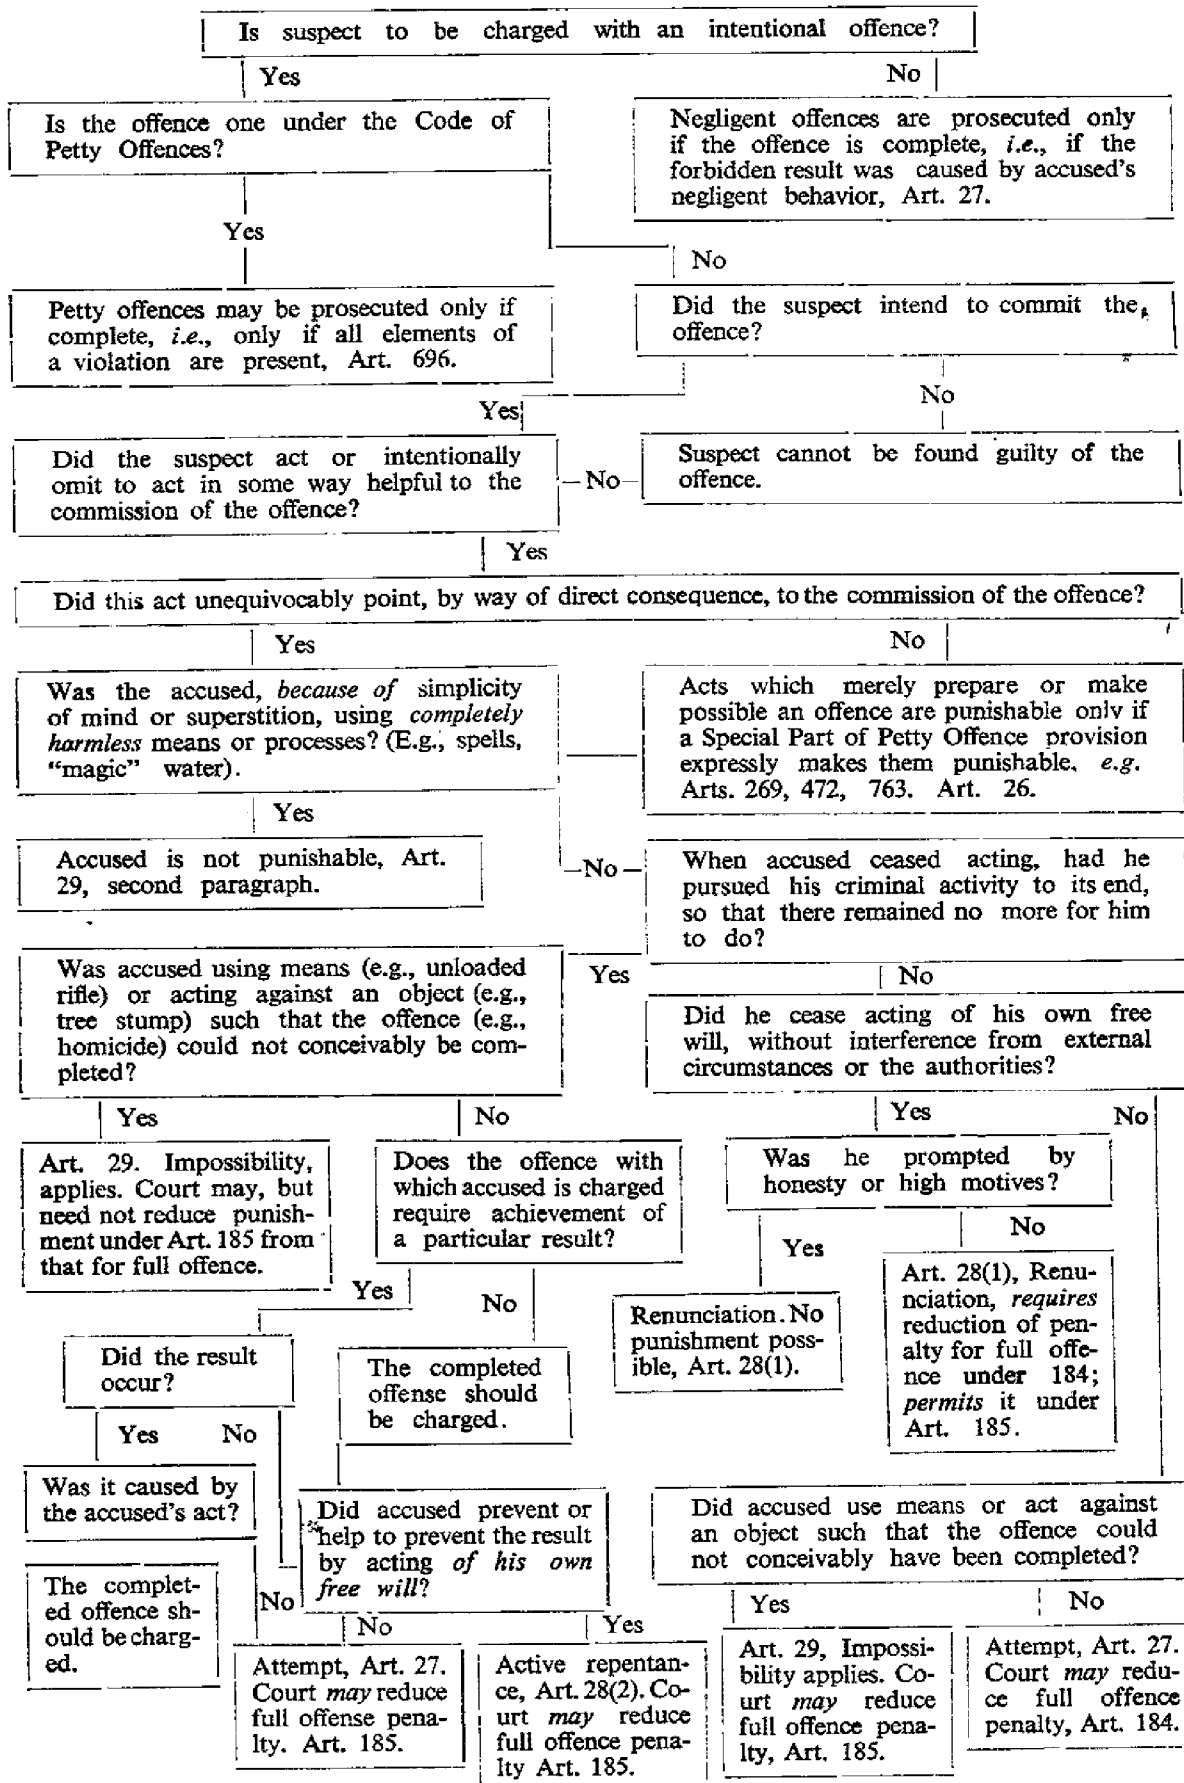 Is suspect to be charged with an intentional offence?
Yes
No
Is the offence one under the Code of
Petty Offences?
Negligent offences are prosecuted only
if the offence is complete, i.e., if the
forbidden result was caused by accused's
negligent behavior, Art. 27.
Yes
No
Petty offences may be prosecuted only if
complete, i.e., only if all elements of
a violation are present, Art. 696.
Did the suspect intend to commit the
offence?
Yes
No
Did the suspect act or intentionally
omit to act in some way helpful to the
commission of the offence?
No
Suspect cannot be found guilty of the
offence.
Yes
Did this act unequivocably point, by way of direct consequence, to the commission of the offence?
Yes
No
Was the accused, because of simplicity
of mind or superstition, using completely
harmless means or processes? (E.g., spells,
"magic" water).
Acts which merely prepare or make
possible an offence are punishable only if
a Special Part of Petty Offence provision
expressly makes them punishable, e.g.
Arts. 269, 472, 763. Art. 26.
Yes
Accused is not punishable, Art.
29, second paragraph.
No
When accused ceased acting, had he
pursued his criminal activity to its end,
so that there remained no more for him
to do?
Yes
No
Was accused using means (e.g., unloaded
rifle) or acting against an object (e.g.,
tree stump) such that the offence (e.g.,
homicide) could not conceivably be com-
pleted?
Did he cease acting of his own free
will, without interference from external
circumstances or the authorities?
Yes
No
Yes
No
Art. 29. Impossibility,
applies. Court may, but
need not reduce punish-
ment under Art. 185 from
that for full offence.
Does the offence with
which accused is charged
require achievement of
a particular result?
Was he prompted by
honesty or high motives?
Yes
No
Yes
No
Renunciation. No
punishment poss-
ible, Art. 28(1).
Art. 28(1), Renu-
nciation, requires
reduction of pen-
alty for full offe-
nce under 184;
permits it under
Art. 185.
Did the result
occur?
The completed
offense should
be charged.
Yes
No
Was it caused by
the accused's act?
Did accused prevent or
help to prevent the result
by acting of his own
free will?
Did accused use means or act against
an object such that the offence could
not conceivably have been completed?
The complet-
ed offence sh-
ould be charg-
ed.
No
No
Yes
Yes
No
Attempt, Art. 27.
Court may reduce
full offense pena-
lty. Art. 185.
Active repentan-
ce, Art. 28(2). Co-
urt may reduce
full offence pena-
lty Art. 185.
Art. 29, Impossi-
bility applies. Co-
urt may reduce
full offence pena-
lty, Art. 185.
Attempt, Art. 27.
Court may redu-
ce full offence
penalty, Art. 184.